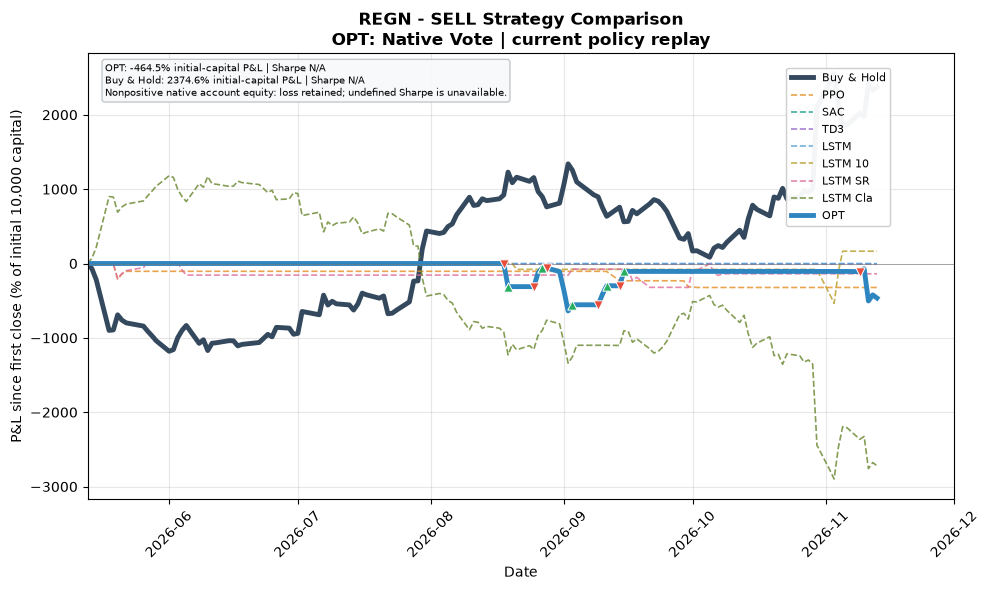 REGN - SELL Strategy Comparison
OPT: Native Vote | current policy replay
OPT: -464.5% initial-capital P&L | Sharpe N/A
Buy & Hold: 2374.6% initial-capital P&L | Sharpe N/A
Nonpositive native account equity: loss retained; undefined Sharpe is unavailable.
Buy & Hold
PPO
SAC
TD3
LSTM
LSTM 10
LSTM SR
LSTM Cla
OPT
P&L since first close (% of initial 10,000 capital)
2000
1000
0
−1000
−2000
−3000
2026-06
2026-07
2026-08
2026-09
2026-10
2026-11
2026-12
Date